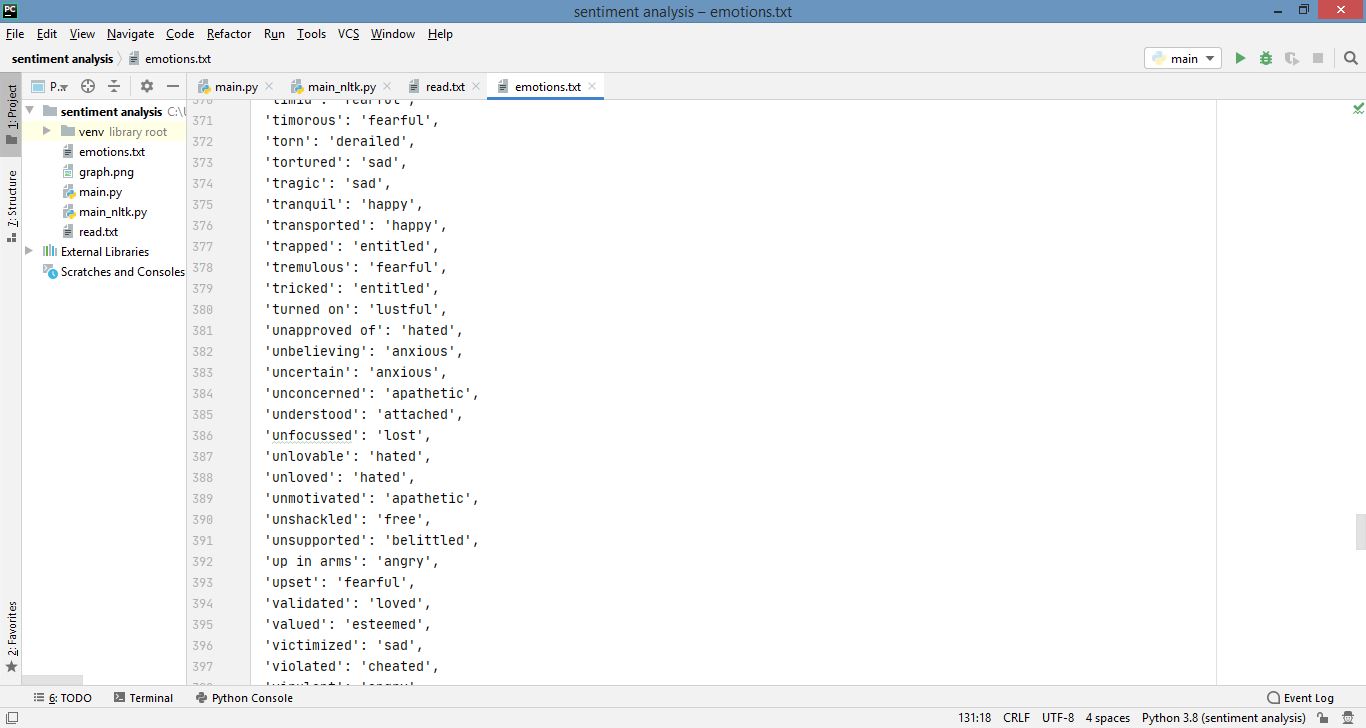 PC
sentiment analysis – emotions.txt
File Edit View Navigate Code Refactor Run Tools VCS Window Help
sentiment analysis emotions.txt
main
1: Project
P..
main.py
main_nltk.py
read.txt
emotions.txt
sentiment analysis C:\
venv library root
emotions.txt
graph.png
main.py
main_nltk.py
read.txt
External Libraries
Scratches and Consoles
7: Structure
2: Favorites
370 'timid': 'fearful',
371 'timorous': 'fearful',
372 'torn': 'derailed',
373 'tortured': 'sad',
374 'tragic': 'sad',
375 'tranquil': 'happy',
376 'transported': 'happy',
377 'trapped': 'entitled',
378 'tremulous': 'fearful',
379 'tricked': 'entitled',
380 'turned on': 'lustful',
381 'unapproved of': 'hated',
382 'unbelieving': 'anxious',
383 'uncertain': 'anxious',
384 'unconcerned': 'apathetic',
385 'understood': 'attached',
386 'unfocussed': 'lost',
387 'unlovable': 'hated',
388 'unloved': 'hated',
389 'unmotivated': 'apathetic',
390 'unshackled': 'free',
391 'unsupported': 'belittled',
392 'up in arms': 'angry',
393 'upset': 'fearful',
394 'validated': 'loved',
395 'valued': 'esteemed',
396 'victimized': 'sad',
397 'violated': 'cheated',
6: TODO Terminal Python Console Event Log
131:18 CRLF UTF-8 4 spaces Python 3.8 (sentiment analysis)